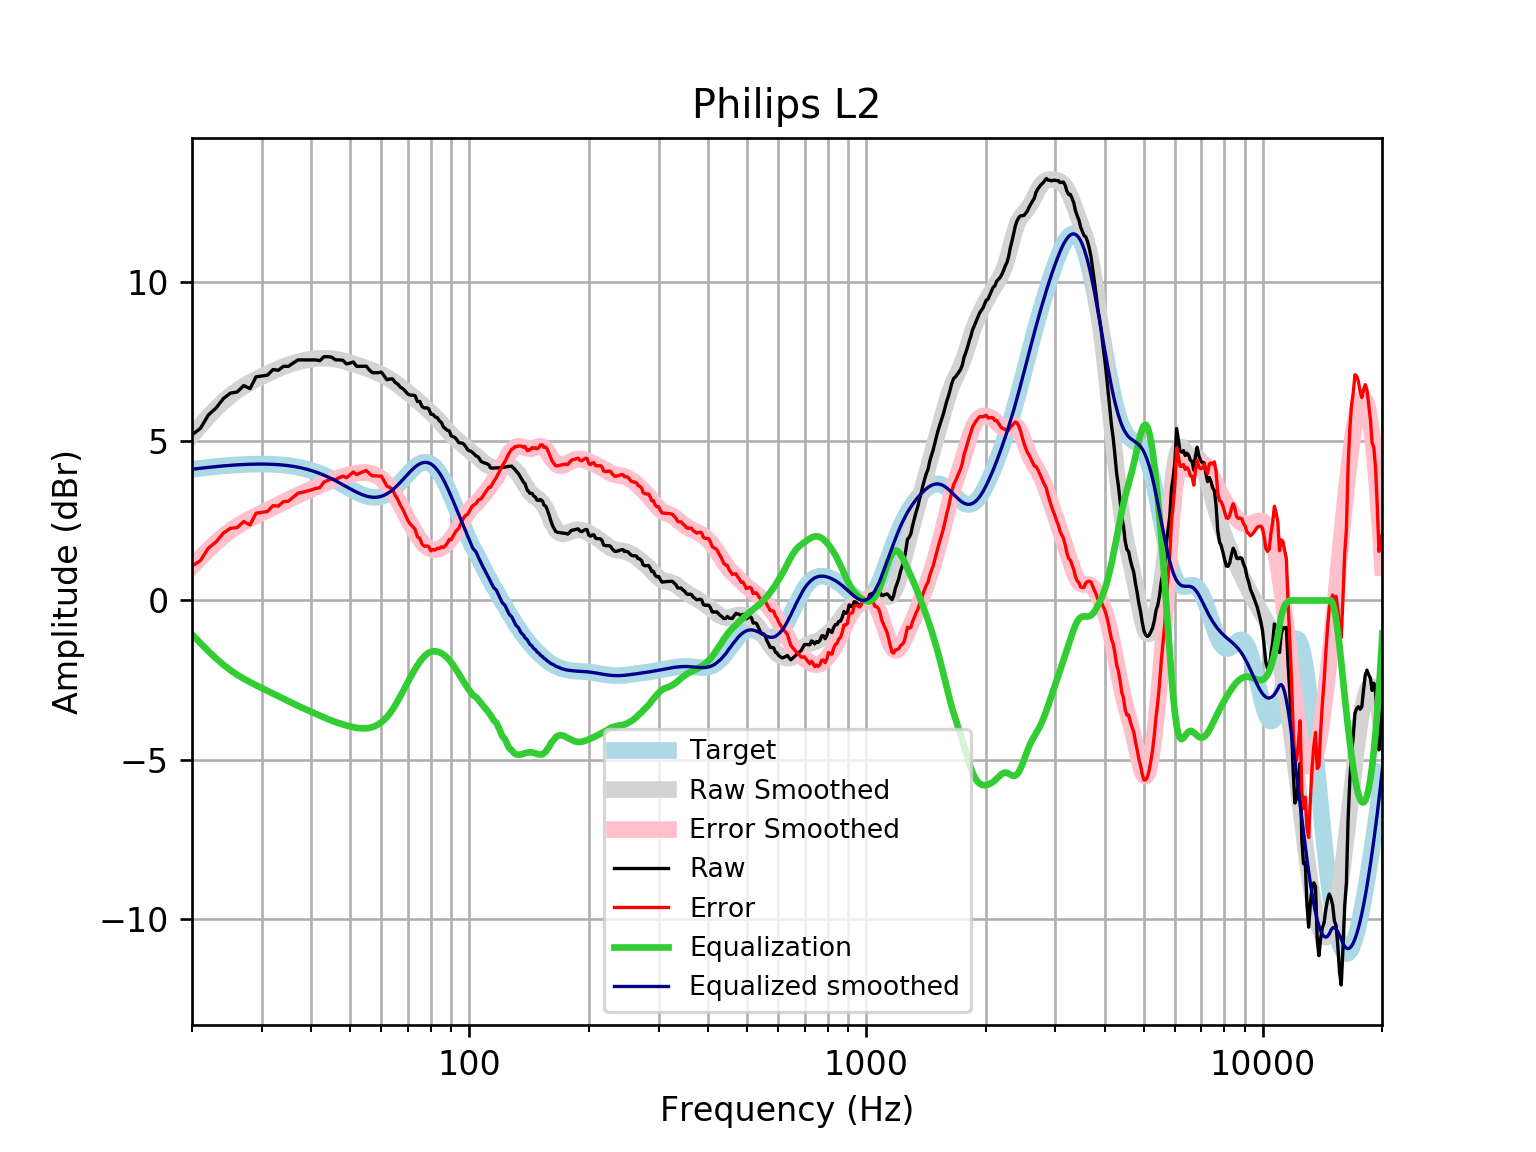 Philips L2
10
5
0
−5
−10
Amplitude (dBr)
Target
Raw Smoothed
Error Smoothed
Raw
Error
Equalization
Equalized smoothed
100 1000 10000
Frequency (Hz)